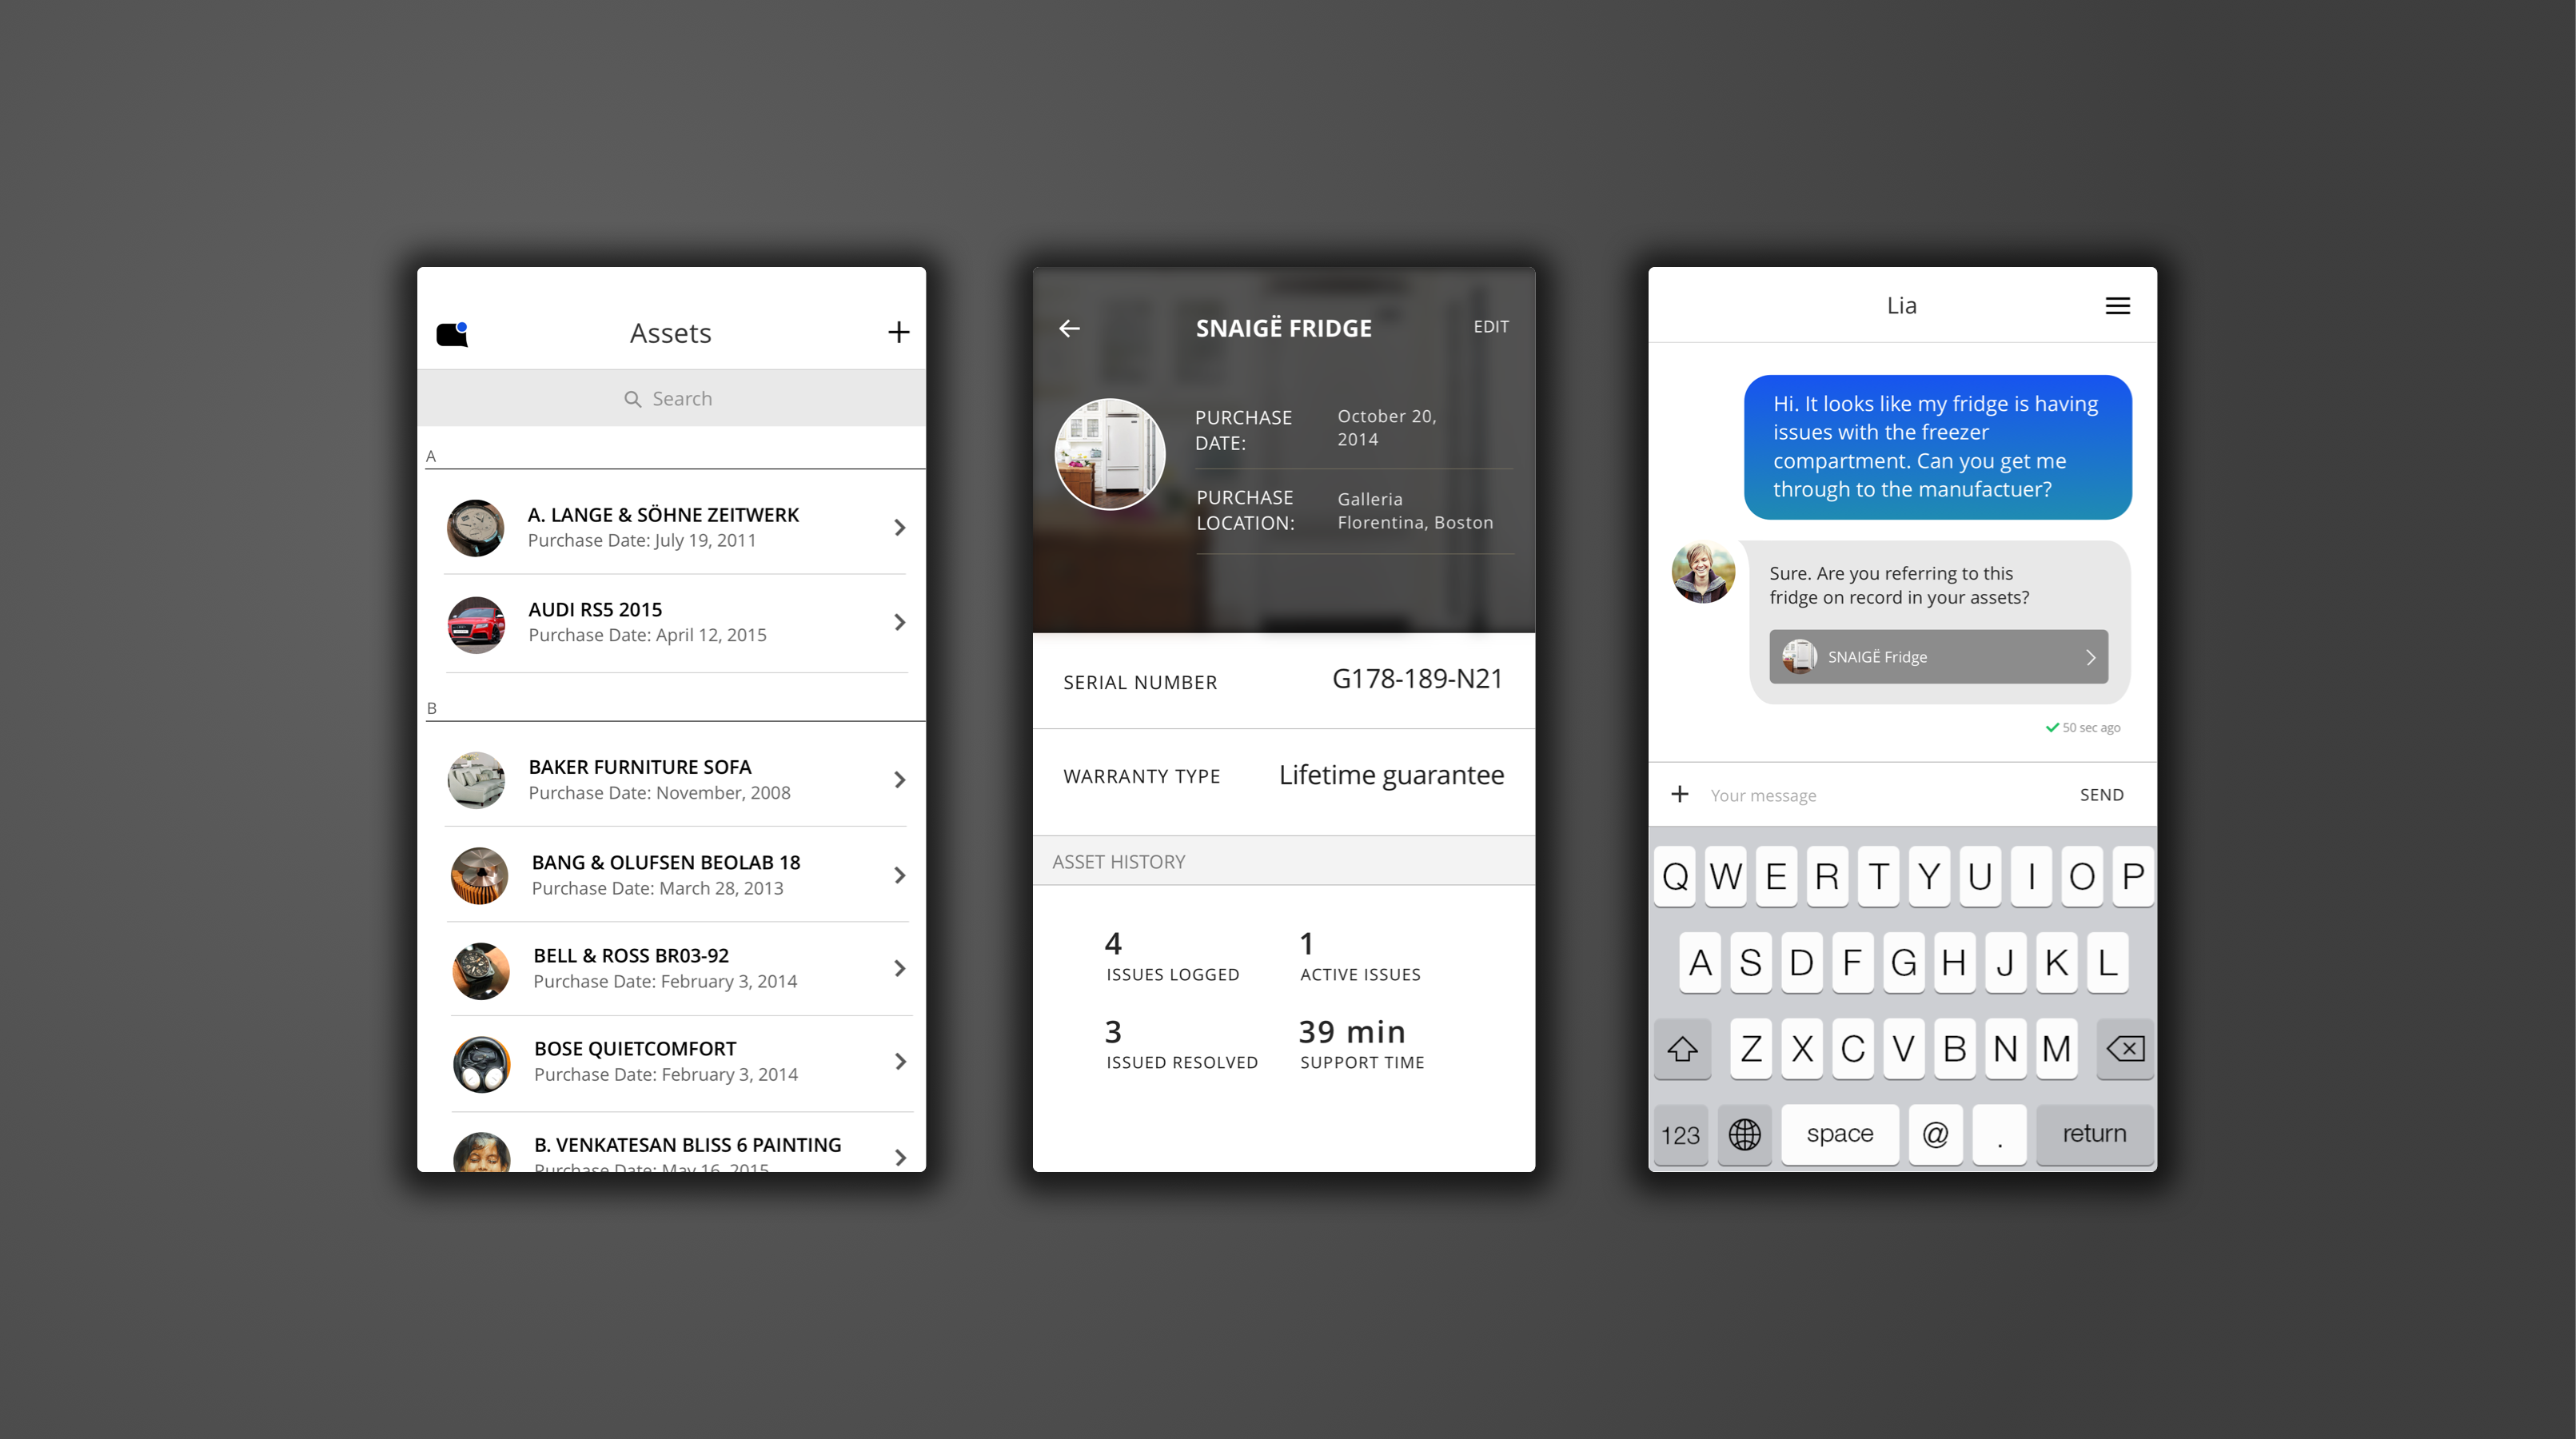 Assets
Search
A
A. LANGE & SÖHNE ZEITWERK
Purchase Date: July 19, 2011
AUDI RS5 2015
Purchase Date: April 12, 2015
B
BAKER FURNITURE SOFA
Purchase Date: November, 2008
BANG & OLUFSEN BEOLAB 18
Purchase Date: March 28, 2013
BELL & ROSS BR03-92
Purchase Date: February 3, 2014
BOSE QUIETCOMFORT
Purchase Date: February 3, 2014
B. VENKATESAN BLISS 6 PAINTING
Purchase Date: May 16, 2015
SNAIGË FRIDGE
EDIT
PURCHASE
DATE:
October 20,
2014
PURCHASE
LOCATION:
Galleria
Florentina, Boston
SERIAL NUMBER
G178-189-N21
WARRANTY TYPE
Lifetime guarantee
ASSET HISTORY
4
ISSUES LOGGED
1
ACTIVE ISSUES
3
ISSUED RESOLVED
39 min
SUPPORT TIME
Lia
Hi. It looks like my fridge is having
issues with the freezer
compartment. Can you get me
through to the manufactuer?
Sure. Are you referring to this
fridge on record in your assets?
SNAIGË Fridge
50 sec ago
Your message
SEND
Q W E R T Y U I O P
A S D F G H J K L
Z X C V B N M
123 space @ . return